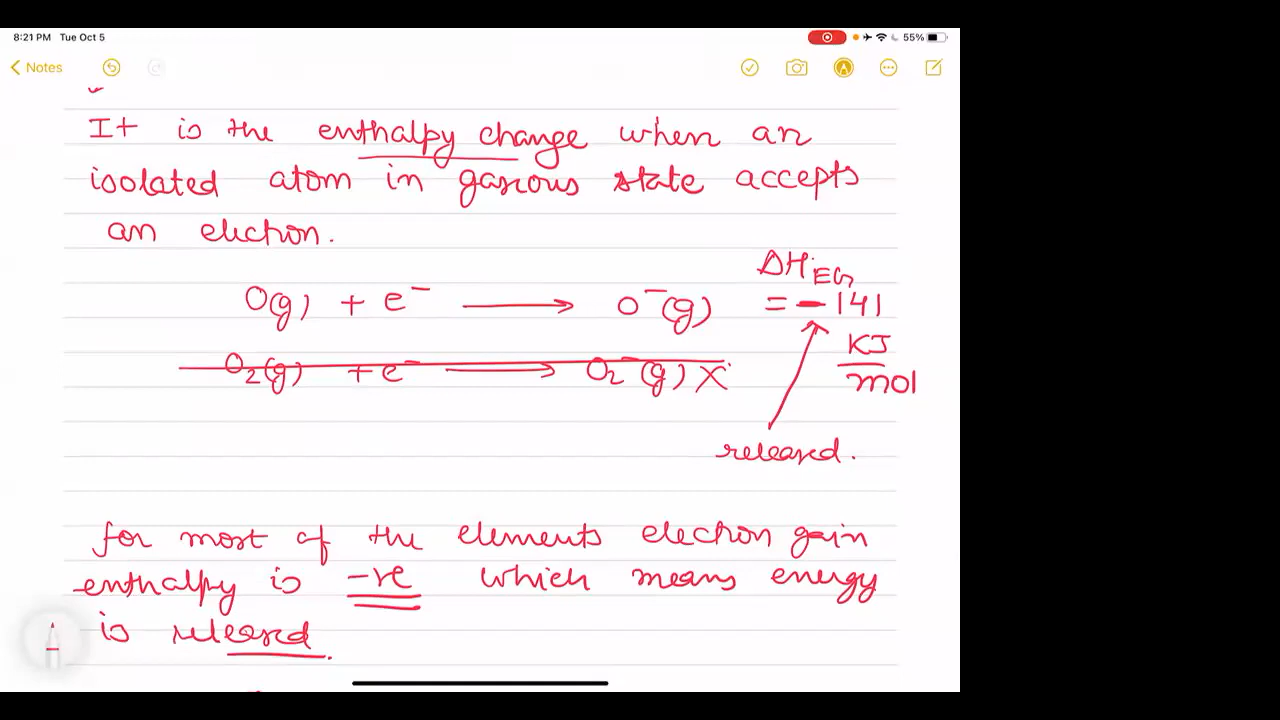 8:21 PM Tue Oct 5 55%
Notes
It is the enthalpy change when an
isolated atom in gaseous state accepts
an electron.
ΔH_EG
O(g) + e⁻ ⟶ O⁻(g) = -141
KJ
O₂(g) + e⁻ ⟶ O₂⁻(g) X
mol
released.
for most of the elements electron gain
enthalpy is -ve which means energy
is released.